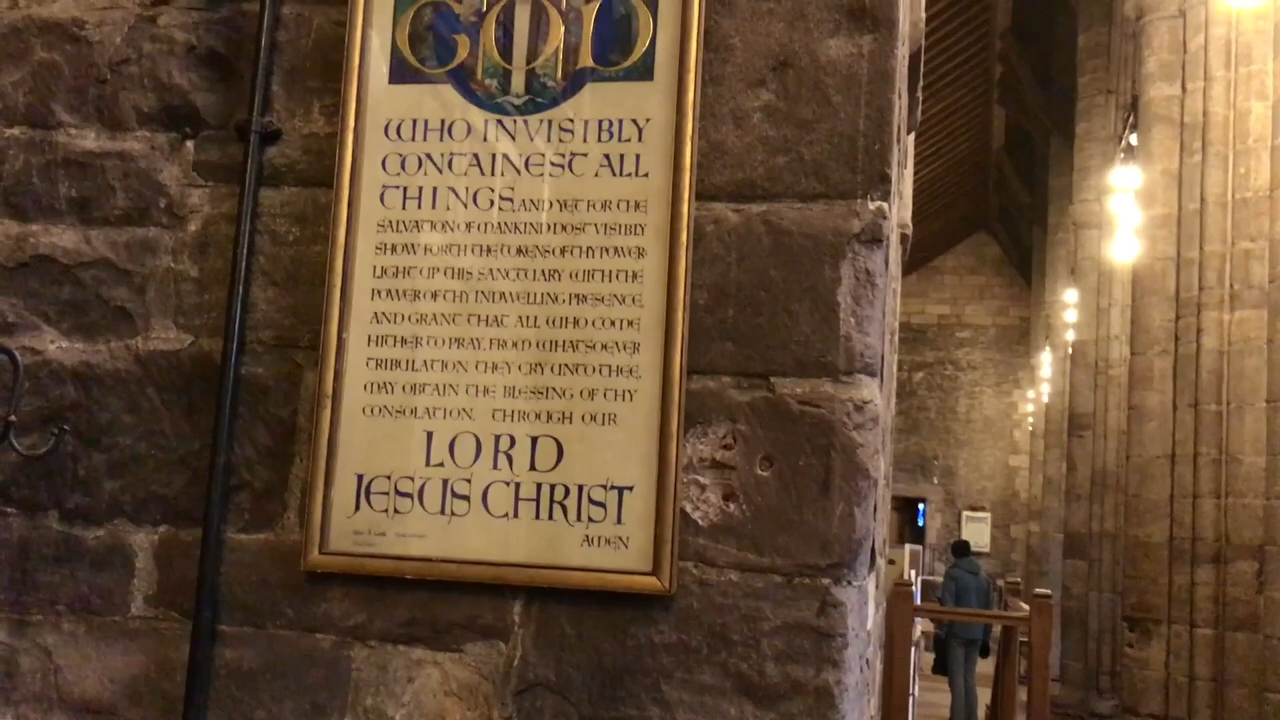 GOD
WHO INVISIBLY
CONTAINEST ALL
THINGS, AND YET FOR THE
SALVATION OF MANKIND MOST VISIBLY
SHOW FORTH THE TOKENS OF THY POWER:
LIGHT UP THIS SANCTUARY WITH THE
POWER OF THY INDWELLING PRESENCE,
AND GRANT THAT ALL WHO COME
HITHER TO PRAY, FROM WHATSOEVER
TRIBULATION THEY CRY UNTO THEE,
MAY OBTAIN THE BLESSING OF THY
CONSOLATION, THROUGH OUR
LORD
JESUS CHRIST
AMEN